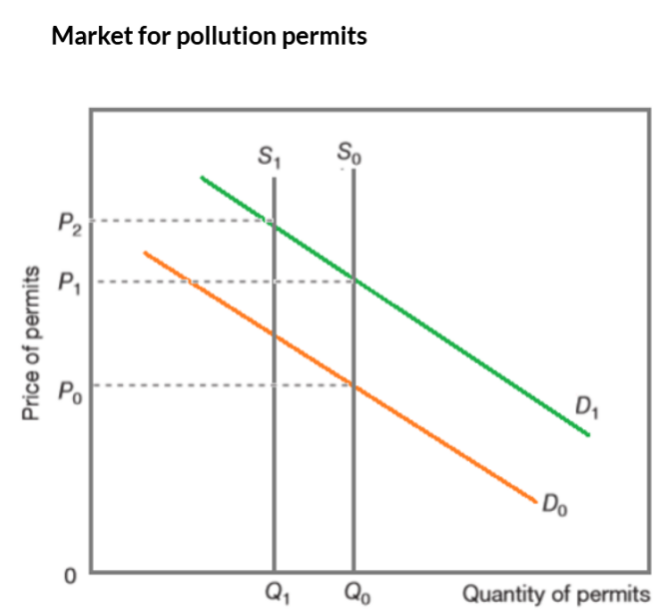 Market for pollution permits
S₁
S₀
P₂
P₁
Price of permits
P₀
D₁
D₀
0
Q₁
Q₀
Quantity of permits